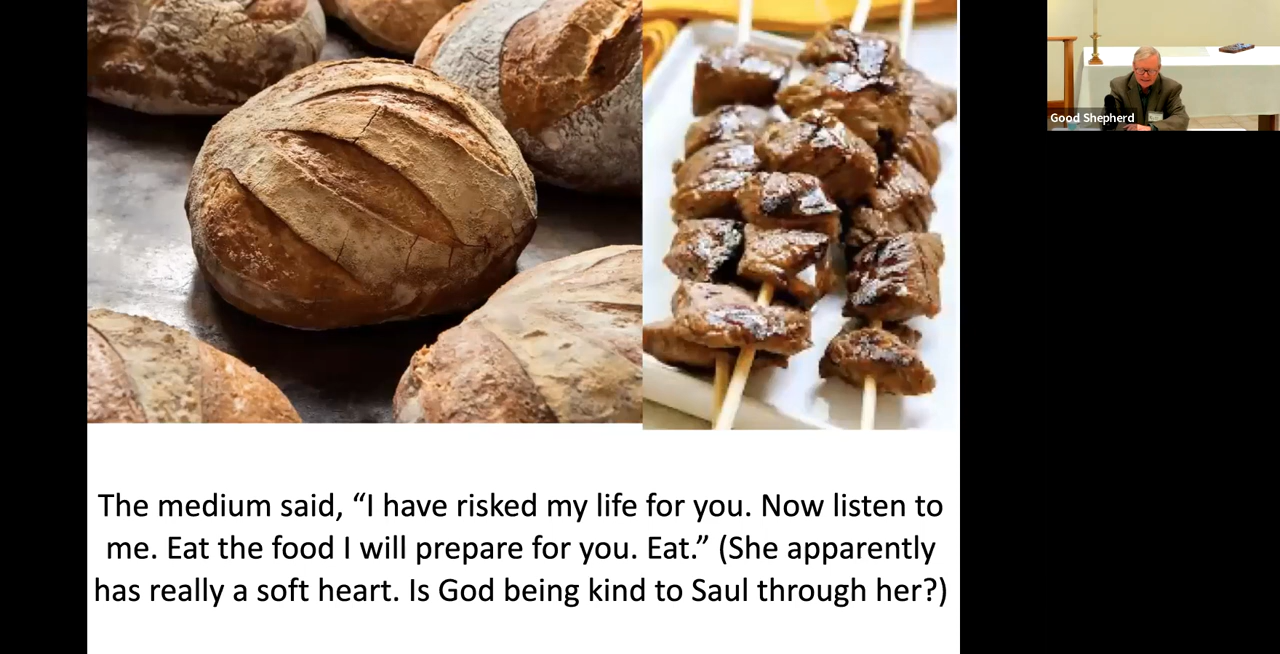 Good Shepherd
The medium said, “I have risked my life for you. Now listen to
me. Eat the food I will prepare for you. Eat.” (She apparently
has really a soft heart. Is God being kind to Saul through her?)